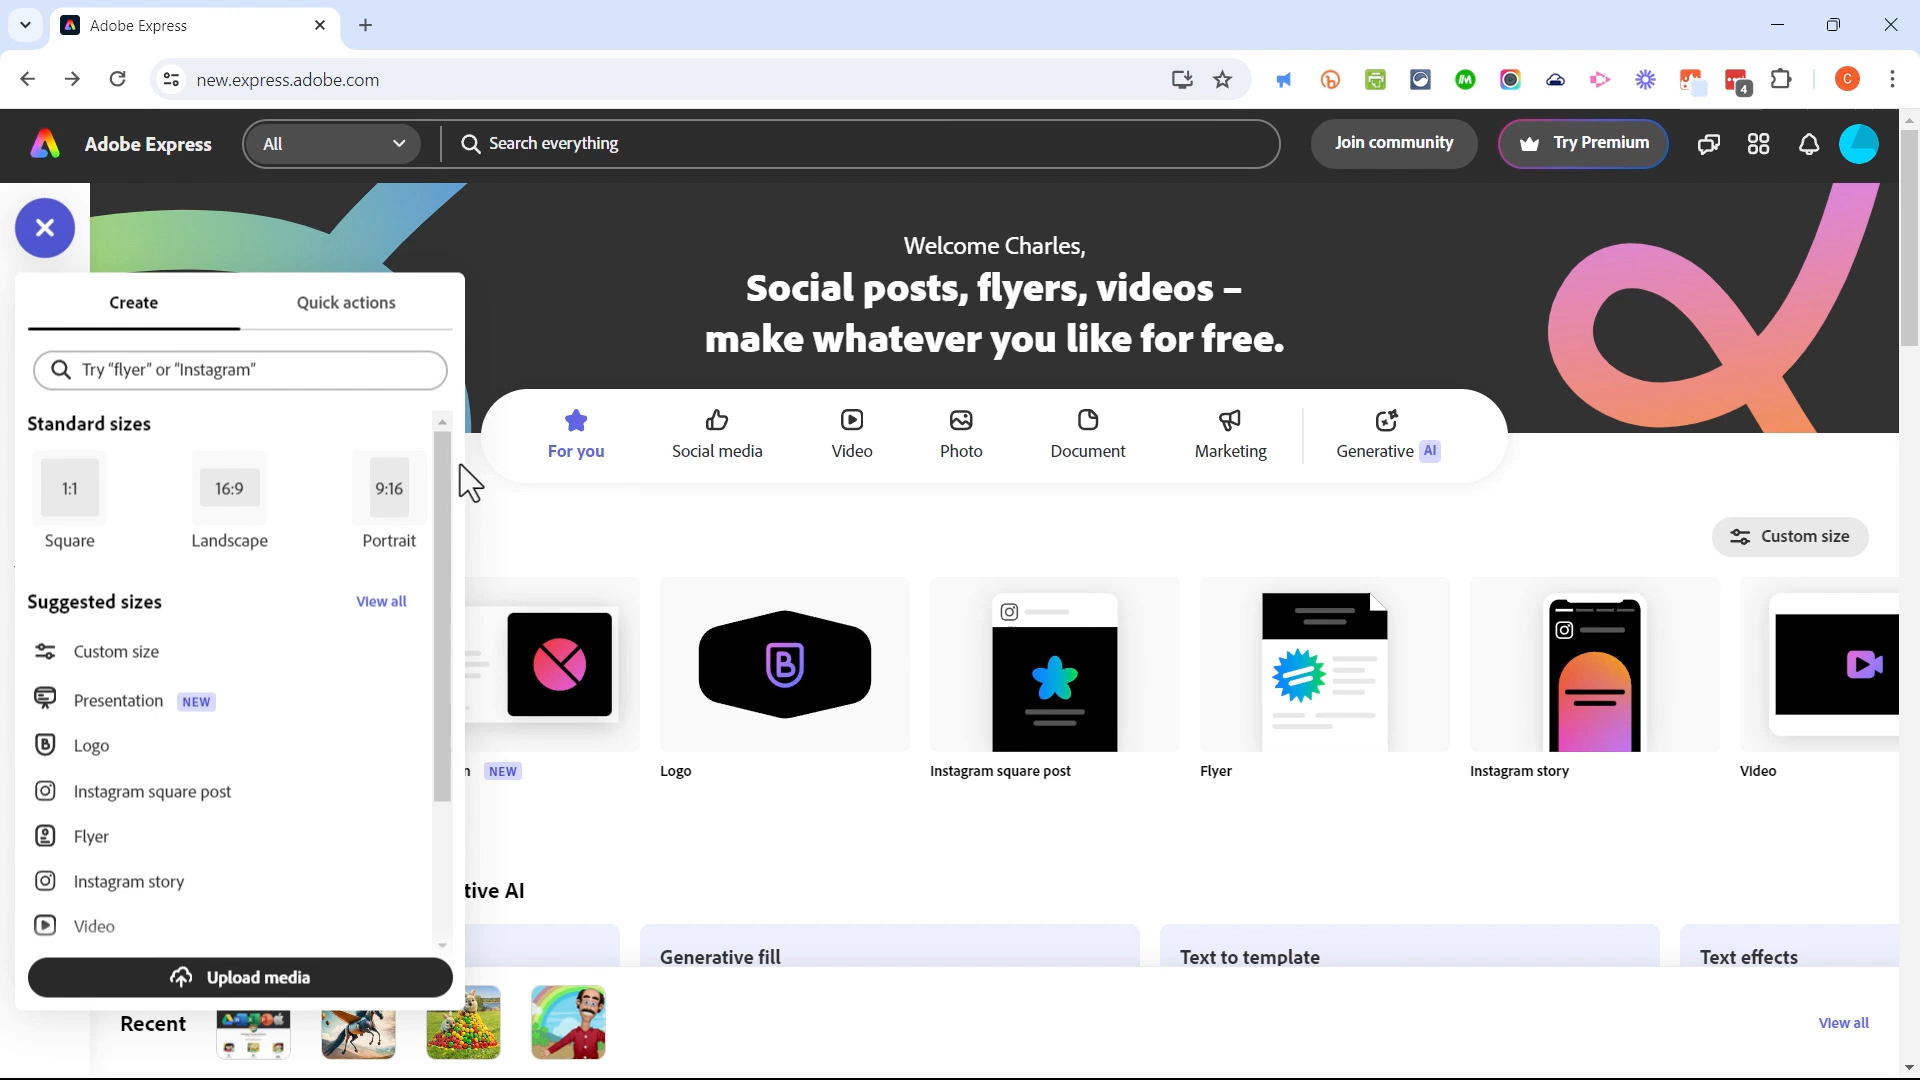 Adobe Express
new.express.adobe.com
C
4
Adobe Express
All
Search everything
Join community
Try Premium
Welcome Charles,
Social posts, flyers, videos –
make whatever you like for free.
For you
Social media
Video
Photo
Document
Marketing
Generative AI
Create
Quick actions
Try "flyer" or "Instagram"
Standard sizes
1:1
16:9
9:16
Square
Landscape
Portrait
Suggested sizes
View all
Custom size
Presentation NEW
Logo
Instagram square post
Flyer
Instagram story
Video
Upload media
Custom size
B
n NEW
Logo
Instagram square post
Flyer
Instagram story
Video
tive AI
Generative fill
Text to template
Text effects
Recent
View all